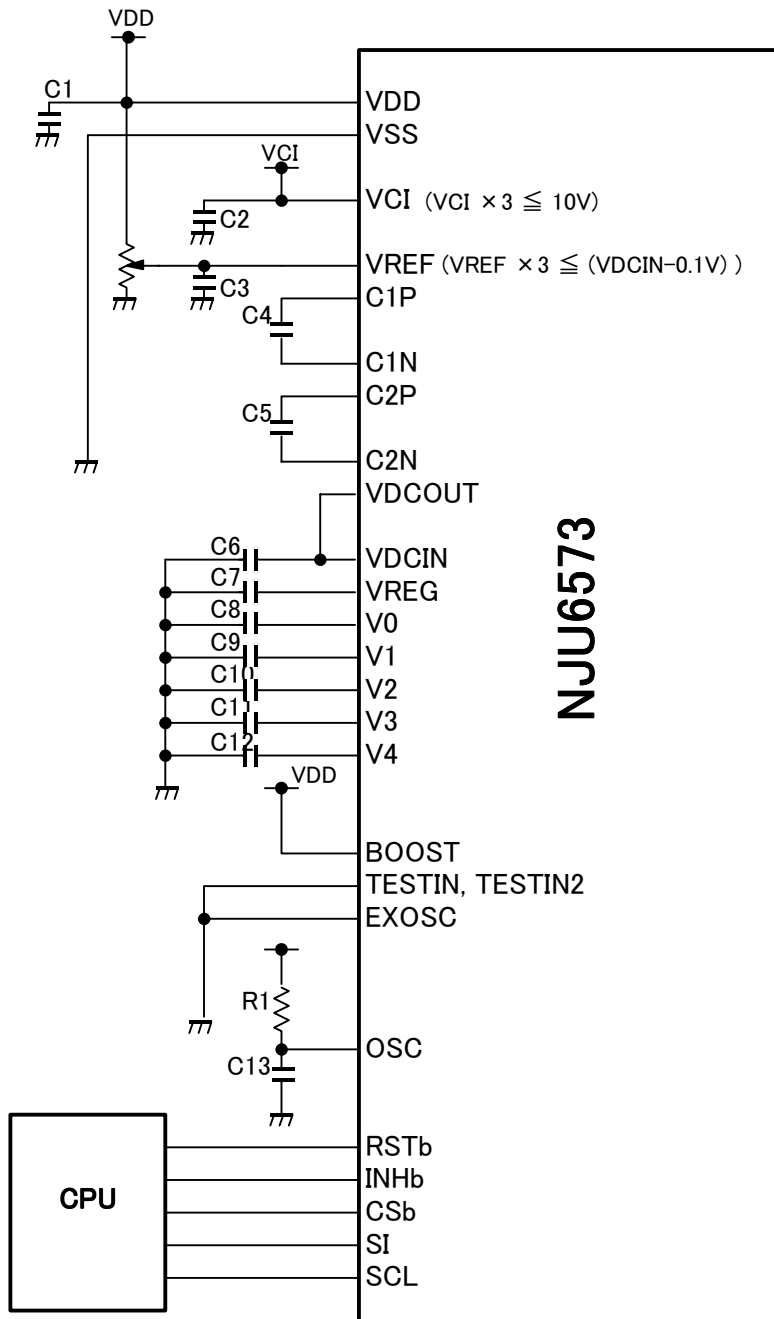 VDD
C1
VDD
VSS
VCI
VCI (VCI ×3 ≦ 10V)
C2
VREF (VREF ×3 ≦ (VDCIN-0.1V) )
C3
C1P
C4
C1N
C2P
C5
C2N
VDCOUT
NJU6573
C6
VDCIN
C7
VREG
C8
V0
C9
V1
C10
V2
C11
V3
C12
V4
VDD
BOOST
TESTIN, TESTIN2
EXOSC
R1
OSC
C13
RSTb
INHb
CPU
CSb
SI
SCL